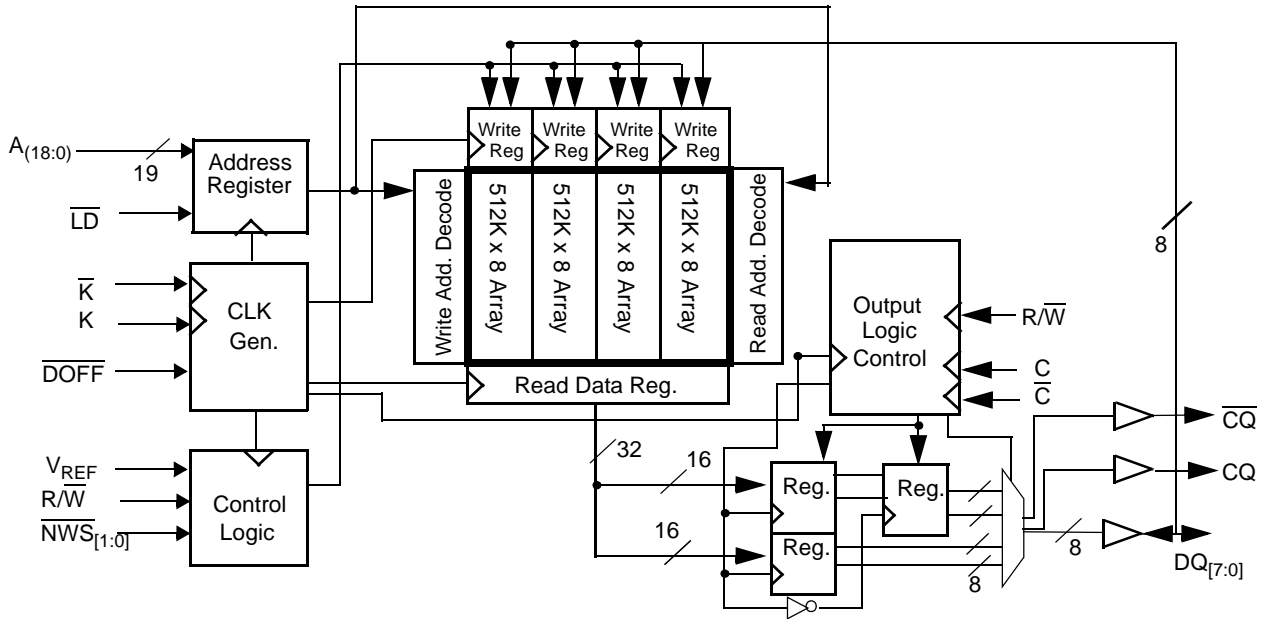 A(18:0)
19
LD
Address
Register
K
K
DOFF
CLK
Gen.
VREF
R/W
NWS[1:0]
Control
Logic
Write
Reg
Write
Reg
Write
Reg
Write
Reg
Write Add. Decode
512K x 8 Array
512K x 8 Array
512K x 8 Array
512K x 8 Array
Read Add. Decode
Read Data Reg.
8
Output
Logic
Control
R/W
C
C
32
16
16
Reg.
Reg.
Reg.
8
8
CQ
CQ
DQ[7:0]